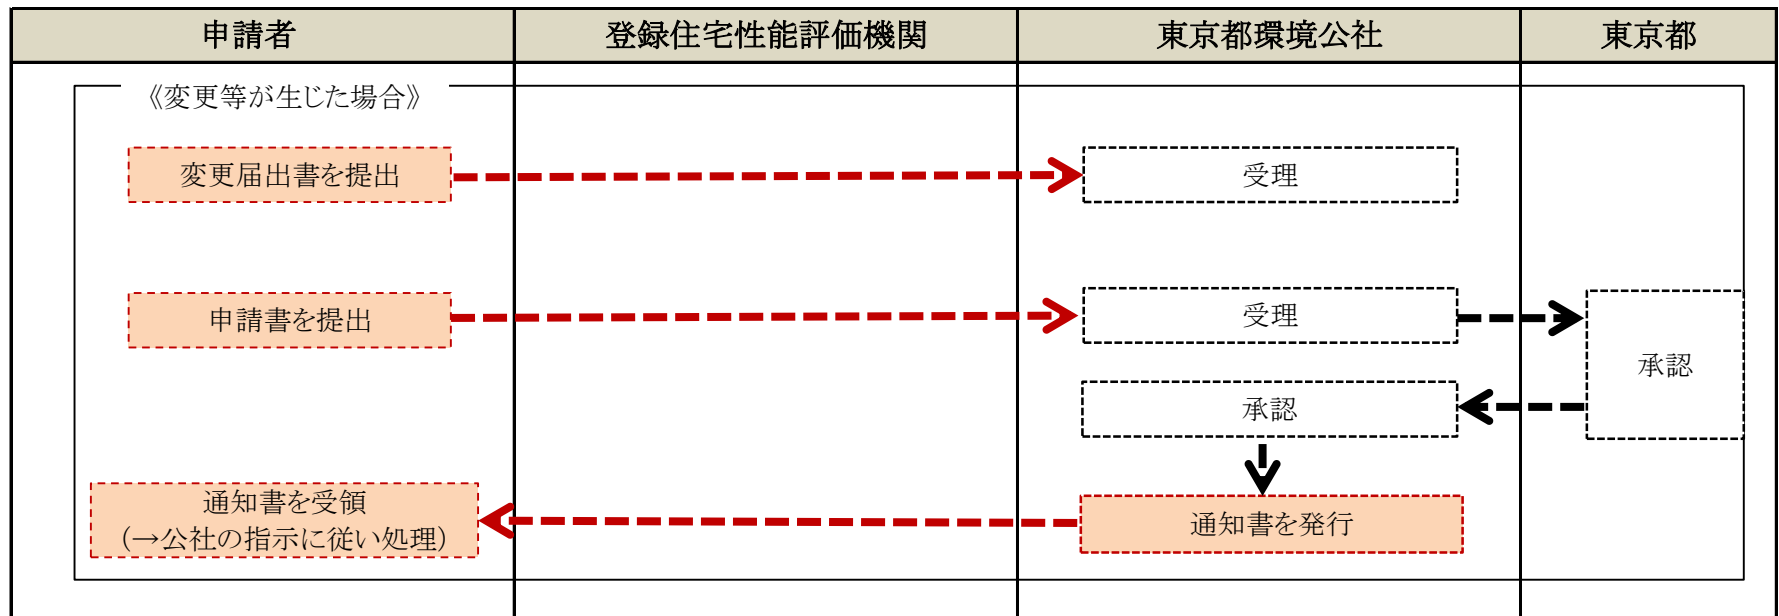 申請者
登録住宅性能評価機関
東京都環境公社
東京都
《変更等が生じた場合》
変更届出書を提出
受理
申請書を提出
受理
承認
承認
通知書を受領
(→公社の指示に従い処理)
通知書を発行